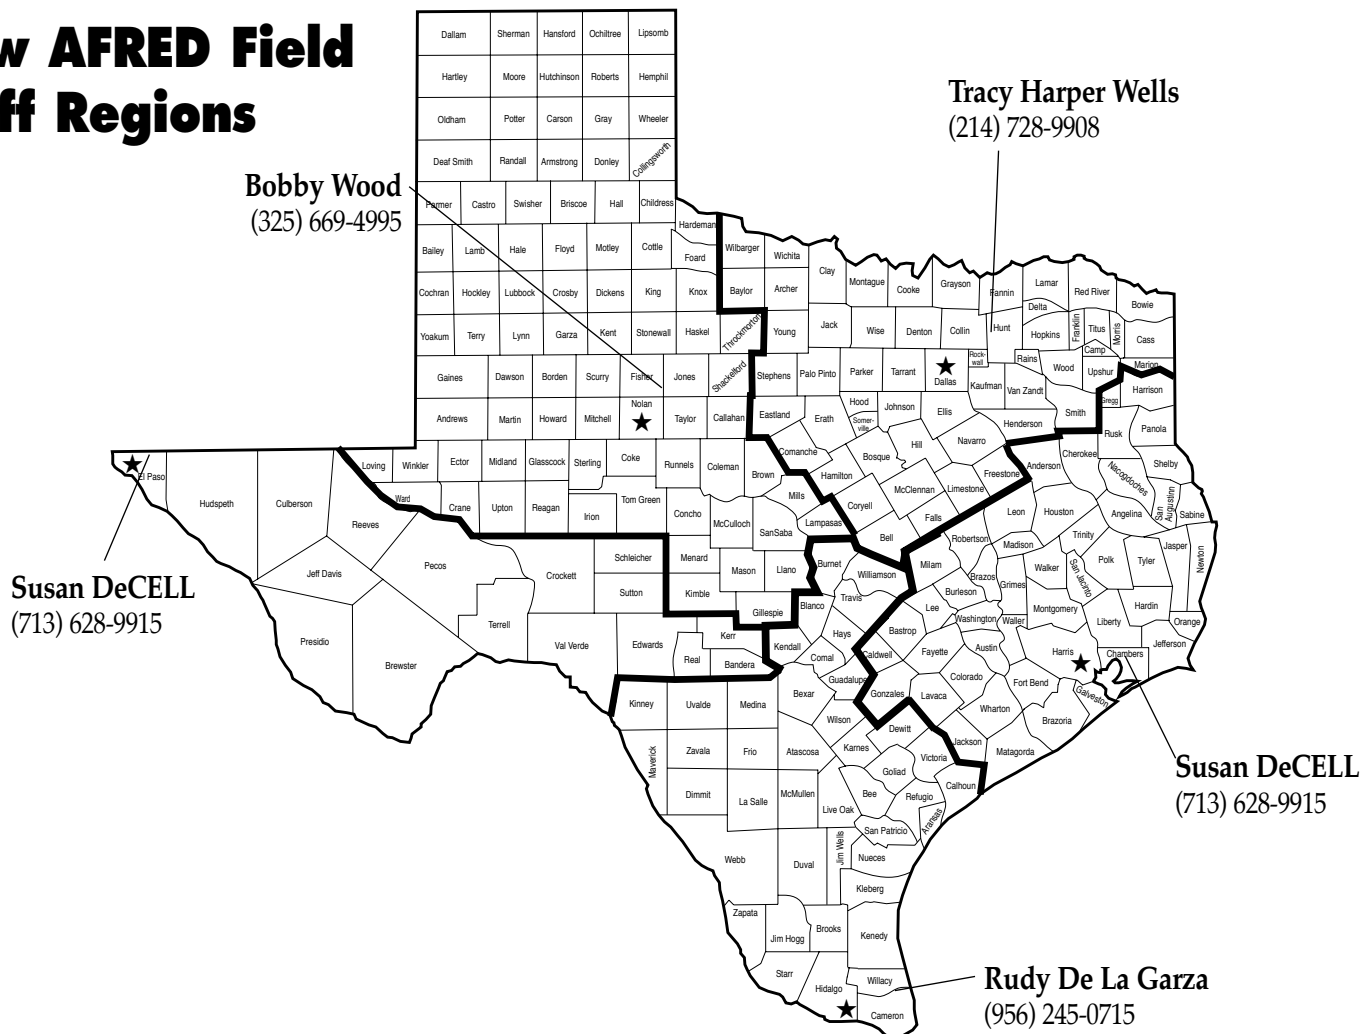 w AFRED Field
ff Regions
Tracy Harper Wells
(214) 728-9908
Bobby Wood
(325) 669-4995
Susan DeCELL
(713) 628-9915
Susan DeCELL
(713) 628-9915
Rudy De La Garza
(956) 245-0715
Dallam Sherman Hansford Ochiltree Lipsomb
Hartley Moore Hutchinson Roberts Hemphil
Oldham Potter Carson Gray Wheeler
Deaf Smith Randall Armstrong Donley Collingsworth
Parmer Castro Swisher Briscoe Hall Childress
Hardeman
Bailey Lamb Hale Floyd Motley Cottle Foard Wilbarger Wichita
Clay Montague Cooke Grayson Fannin Lamar Red River Bowie
Cochran Hockley Lubbock Crosby Dickens King Knox Baylor Archer
Delta
Yoakum Terry Lynn Garza Kent Stonewall Haskel Throckmorton Young Jack Wise Denton Collin Hunt Hopkins Franklin Titus Morris Cass
Rock-
wall
Rains Wood Camp Upshur Marion
Gaines Dawson Borden Scurry Fisher Jones Shackelford Stephens Palo Pinto Parker Tarrant Dallas Kaufman Van Zandt
Gregg Harrison
Andrews Martin Howard Mitchell Nolan Taylor Callahan Eastland Erath Hood Johnson Ellis Henderson Smith Rusk Panola
Somer-
ville
El Paso Hudspeth Culberson Reeves
Loving Winkler Ector Midland Glasscock Sterling Coke Runnels Coleman Brown Comanche Hamilton Bosque Hill Navarro Freestone Anderson Cherokee Nacogdoches Shelby
Ward Crane Upton Reagan Irion Tom Green Concho McCulloch SanSaba Mills Lampasas Coryell McClennan Limestone Falls Bell
Leon Houston Angelina San Augustinn Sabine
Jeff Davis Pecos Crockett Schleicher Menard Mason Llano Burnet Williamson Milam Robertson Madison Trinity Polk Tyler Jasper Newton
Presidio Brewster Terrell Val Verde Sutton Kimble Gillespie Blanco Travis Burleson Brazos Grimes Walker San Jacinto Hardin
Edwards Real Kerr Bandera Kendall Hays Comal Caldwell Bastrop Lee Washington Waller Montgomery Liberty Orange
Guadalupe Fayette Austin Harris Chambers Jefferson
Kinney Uvalde Medina Bexar Gonzales Lavaca Colorado Fort Bend Galveston
Wilson Dewitt Wharton Brazoria
Maverick Zavala Frio Atascosa Karnes Goliad Victoria Jackson Matagorda
Dimmit La Salle McMullen Live Oak Bee Refugio Calhoun Aransas
San Patricio
Webb Duval Jim Wells Nueces
Kleberg
Zapata Jim Hogg Brooks Kenedy
Starr Hidalgo Willacy
Cameron